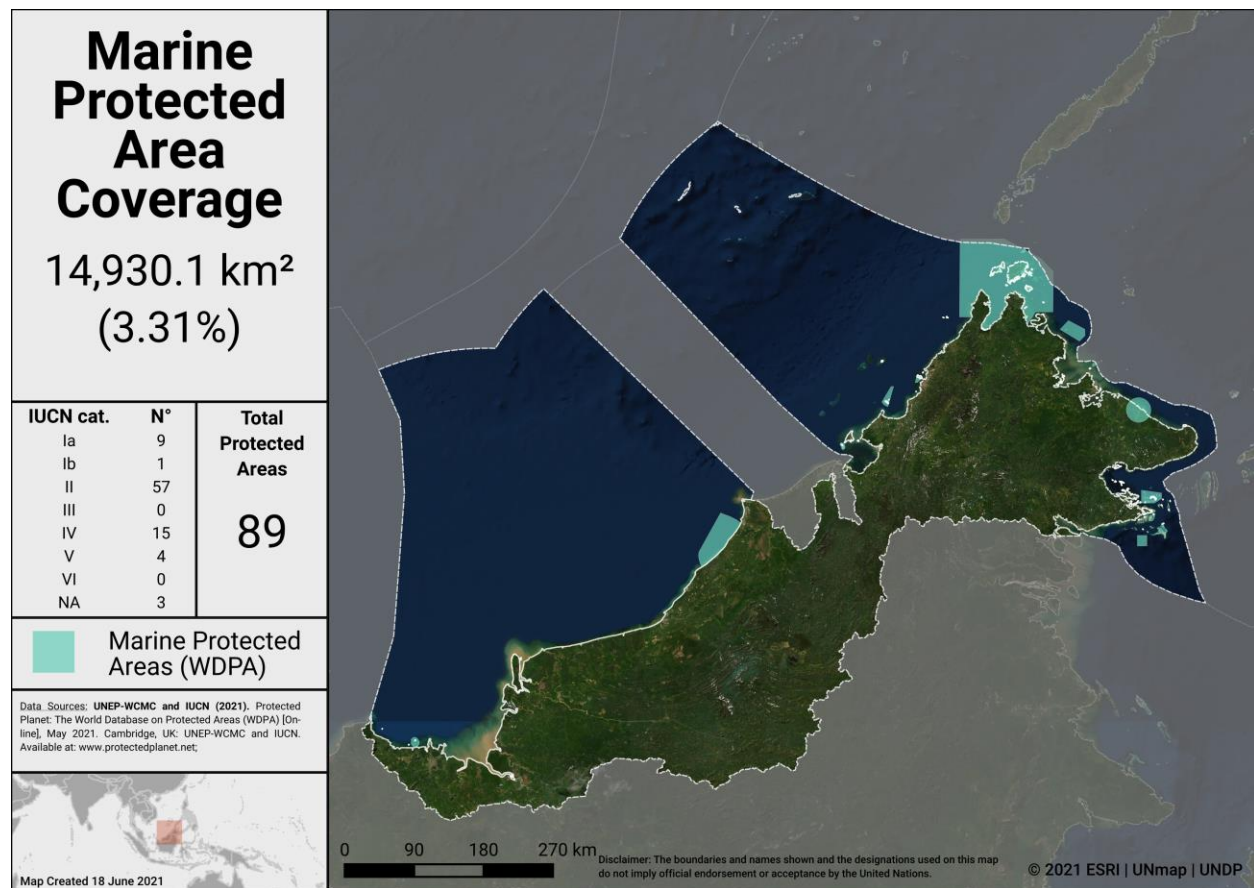 Marine
Protected
Area
Coverage
14,930.1 km²
(3.31%)
IUCN cat. N°
Ia 9
Ib 1
II 57
III 0
IV 15
V 4
VI 0
NA 3
Total
Protected
Areas
89
Marine Protected
Areas (WDPA)
Data Sources: UNEP-WCMC and IUCN (2021). Protected
Planet: The World Database on Protected Areas (WDPA) [On-
line], May 2021. Cambridge, UK: UNEP-WCMC and IUCN.
Available at: www.protectedplanet.net;
Map Created 18 June 2021
0 90 180 270 km
Disclaimer: The boundaries and names shown and the designations used on this map
do not imply official endorsement or acceptance by the United Nations.
© 2021 ESRI | UNmap | UNDP